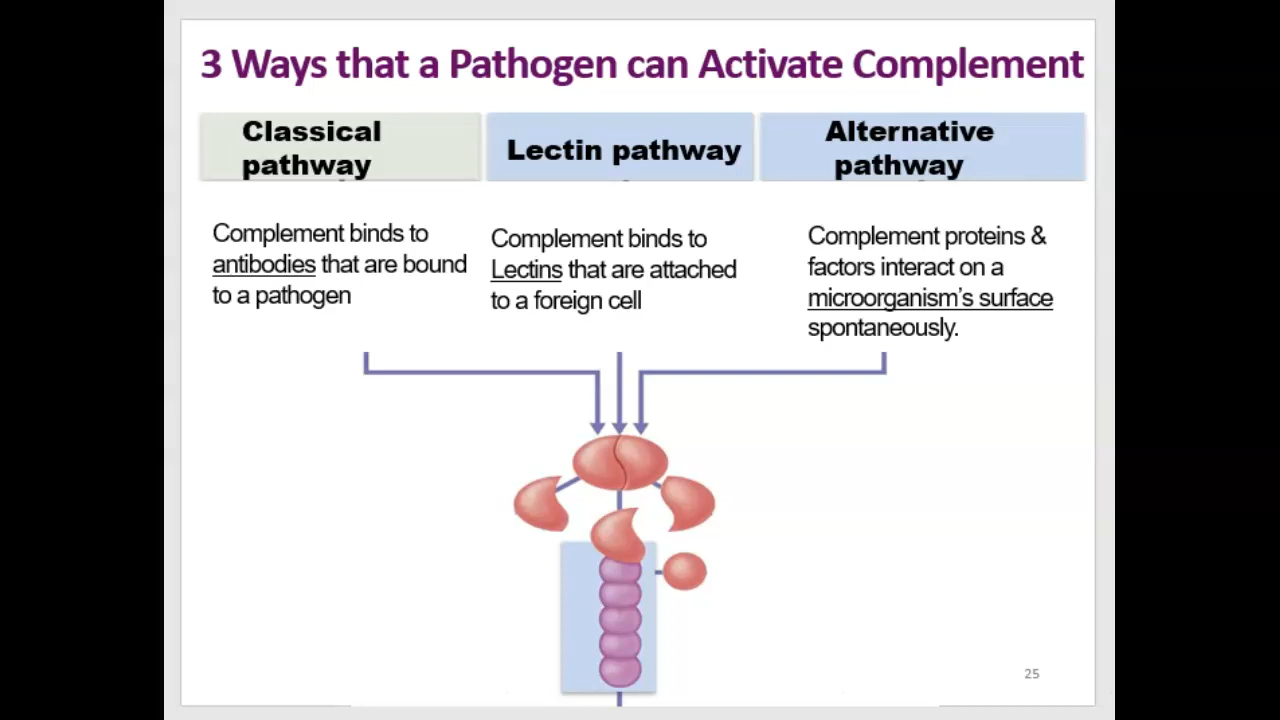 3 Ways that a Pathogen can Activate Complement
Classical
pathway
Lectin pathway
Alternative
pathway
Complement binds to
antibodies that are bound
to a pathogen
Complement binds to
Lectins that are attached
to a foreign cell
Complement proteins &
factors interact on a
microorganism's surface
spontaneously.
25